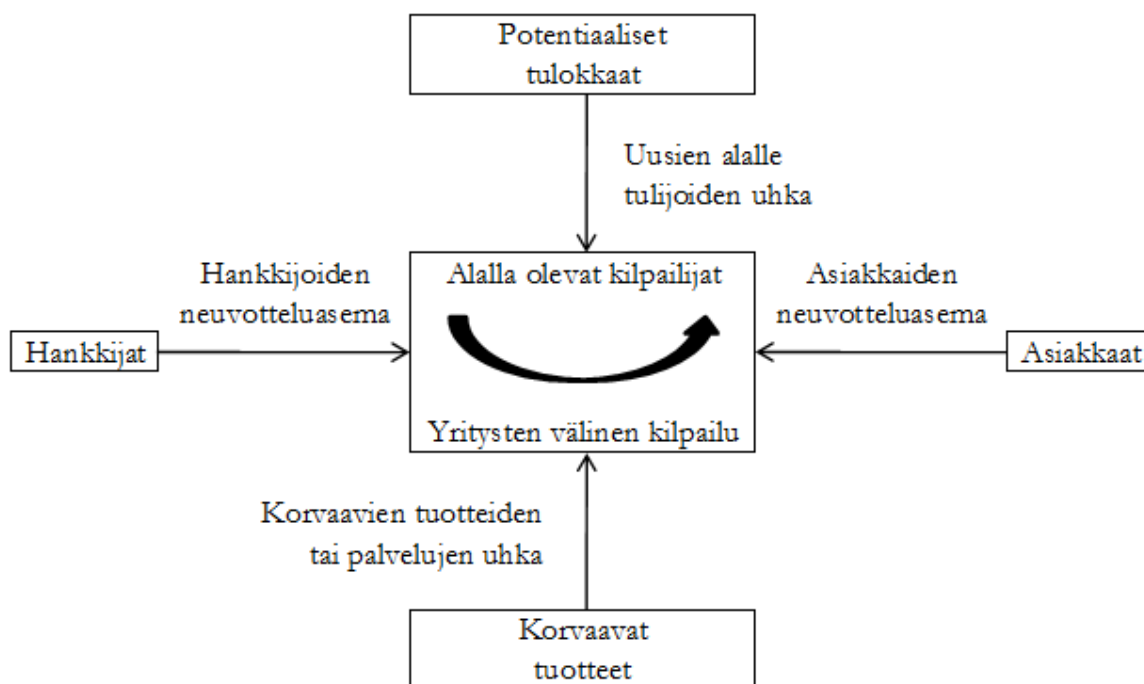 Potentiaaliset
tulokkaat
Uusien alalle
tulijoiden uhka
Hankkijoiden
neuvotteluasema
Alalla olevat kilpailijat
Asiakkaiden
neuvotteluasema
Hankkijat
Asiakkaat
Yritysten välinen kilpailu
Korvaavien tuotteiden
tai palvelujen uhka
Korvaavat
tuotteet